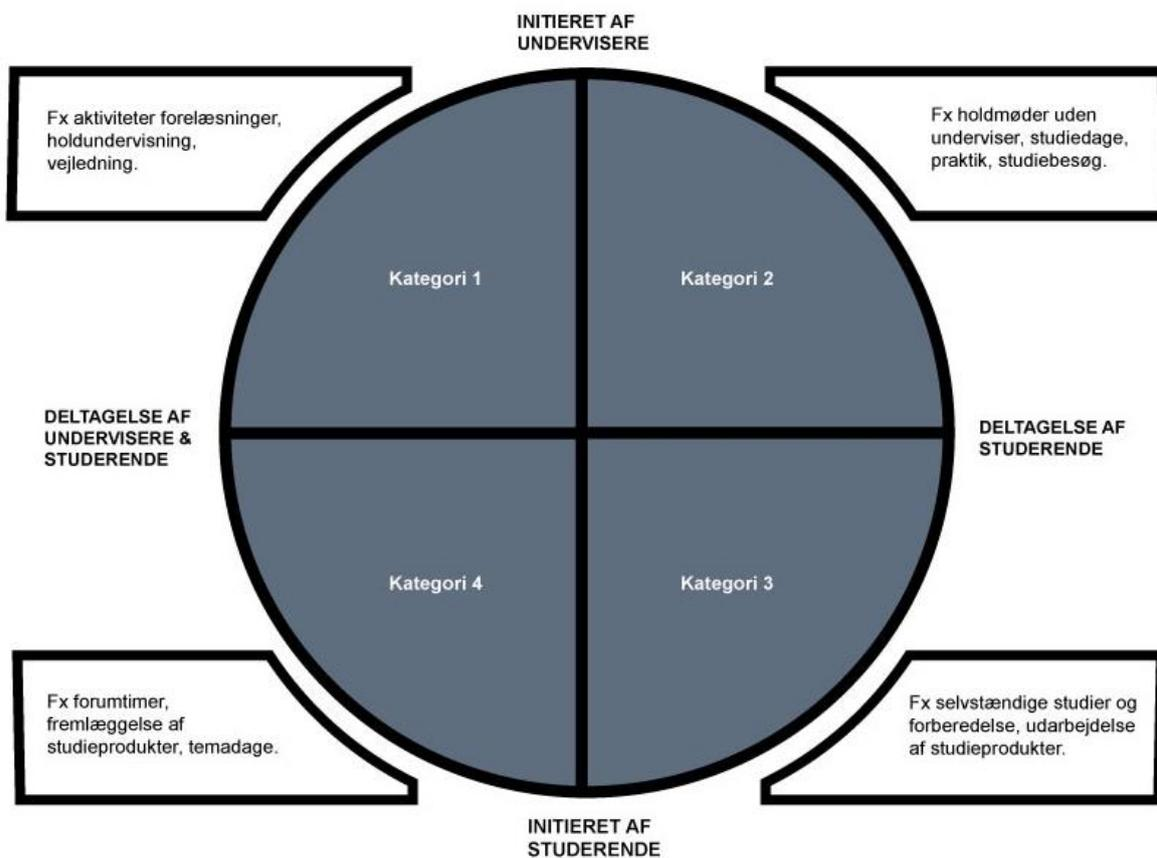 INITIERET AF
UNDERVISERE
Fx aktiviteter forelæsninger,
holdundervisning,
vejledning.
Fx holdmøder uden
underviser, studiedage,
praktik, studiebesøg.
Kategori 1
Kategori 2
DELTAGELSE AF
UNDERVISERE &
STUDERENDE
DELTAGELSE AF
STUDERENDE
Kategori 4
Kategori 3
Fx forumtimer,
fremlæggelse af
studieprodukter, temadage.
Fx selvstændige studier og
forberedelse, udarbejdelse
af studieprodukter.
INITIERET AF
STUDERENDE